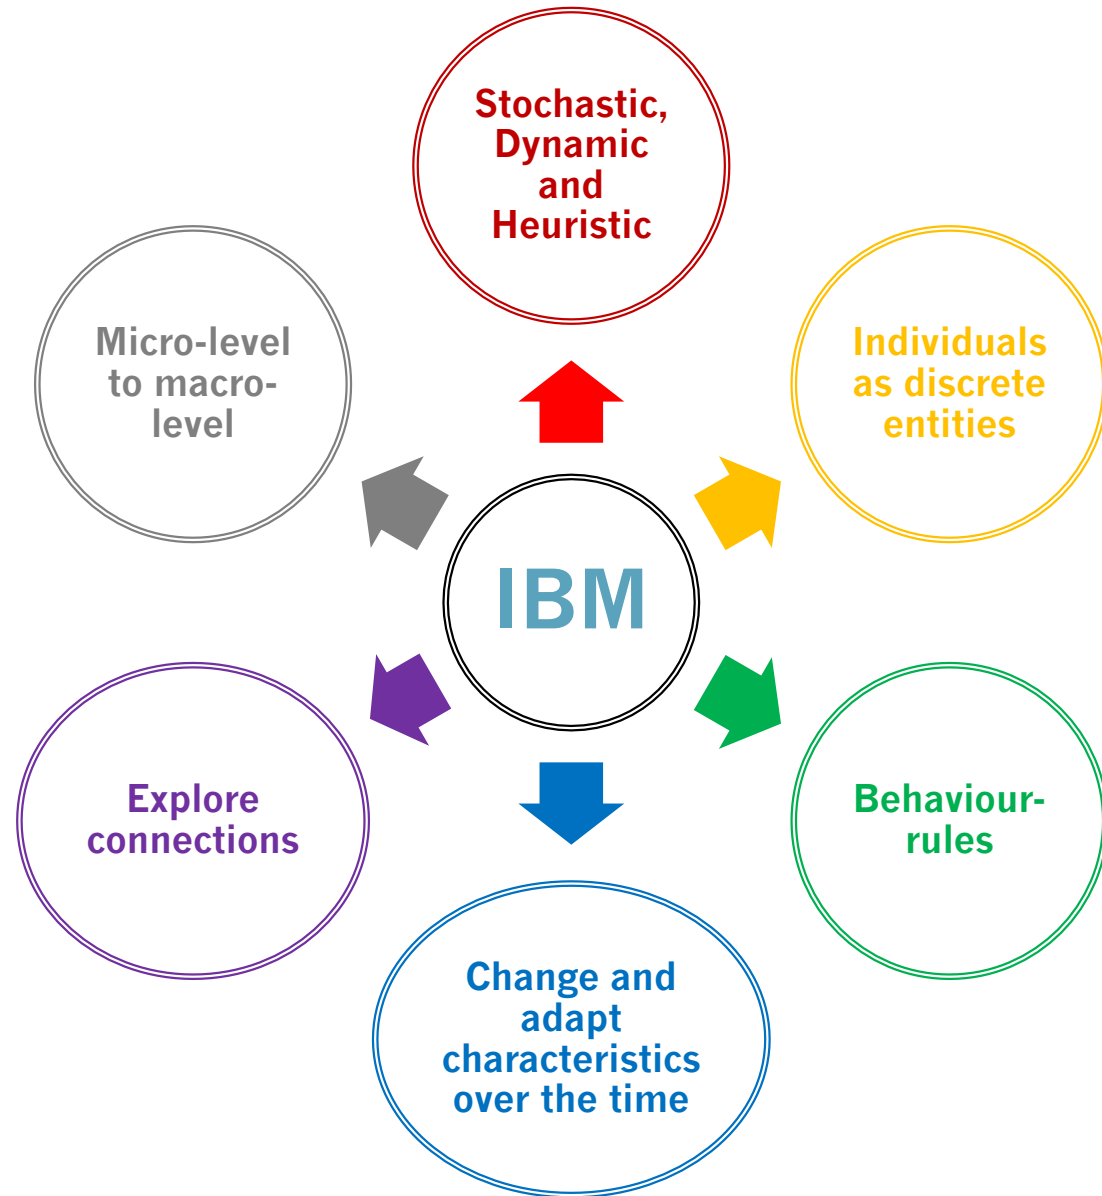 Stochastic,
Dynamic
and
Heuristic
Individuals
as discrete
entities
Behaviour-
rules
Change and
adapt
characteristics
over the time
Explore
connections
Micro-level
to macro-
level
IBM